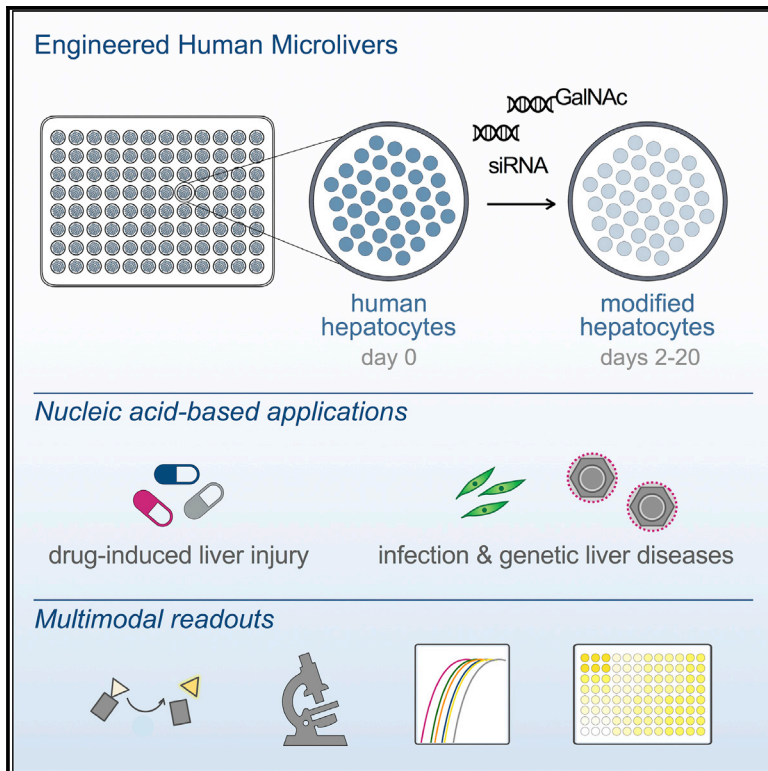 Engineered Human Microlivers
GalNAc
siRNA
human
hepatocytes
day 0
modified
hepatocytes
days 2-20
Nucleic acid-based applications
drug-induced liver injury
infection & genetic liver diseases
Multimodal readouts